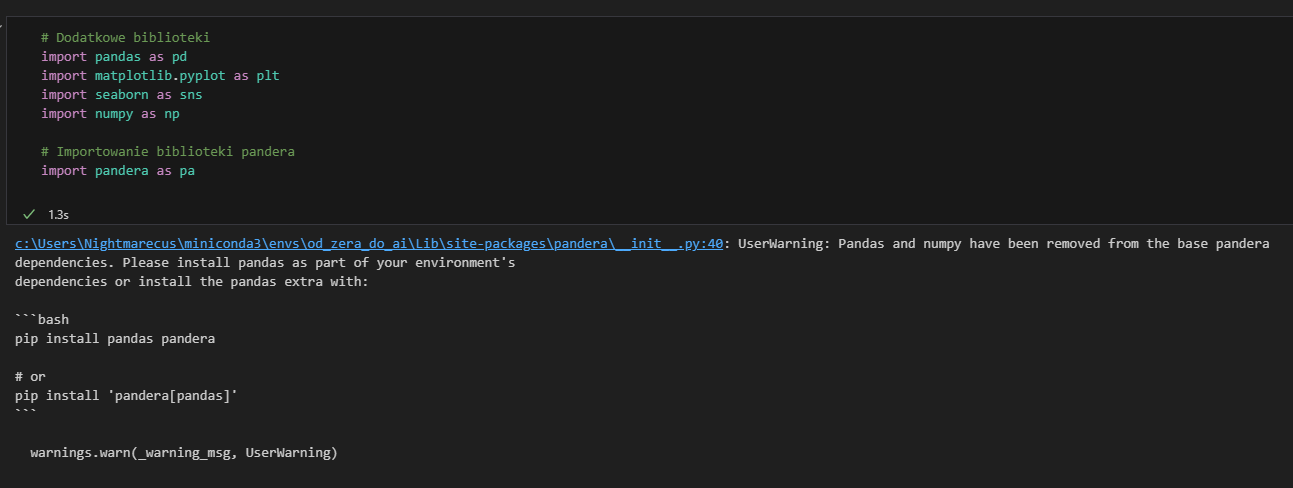 # Dodatkowe biblioteki
import pandas as pd
import matplotlib.pyplot as plt
import seaborn as sns
import numpy as np
# Importowanie biblioteki pandera
import pandera as pa
1.3s
c:\Users\Nightmarecus\miniconda3\envs\od_zera_do_ai\Lib\site-packages\pandera\__init__.py:40: UserWarning: Pandas and numpy have been removed from the base pandera
dependencies. Please install pandas as part of your environment's
dependencies or install the pandas extra with:
```bash
pip install pandas pandera
# or
pip install 'pandera[pandas]'
```
warnings.warn(_warning_msg, UserWarning)